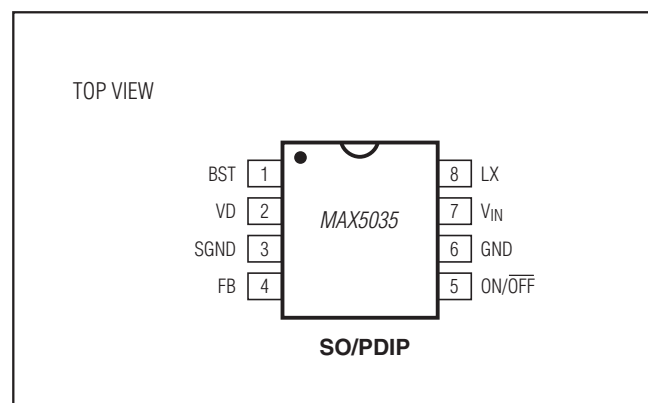 TOP VIEW
BST 1 8 LX
VD 2 MAX5035 7 VIN
SGND 3 6 GND
FB 4 5 ON/O̅F̅F̅
SO/PDIP